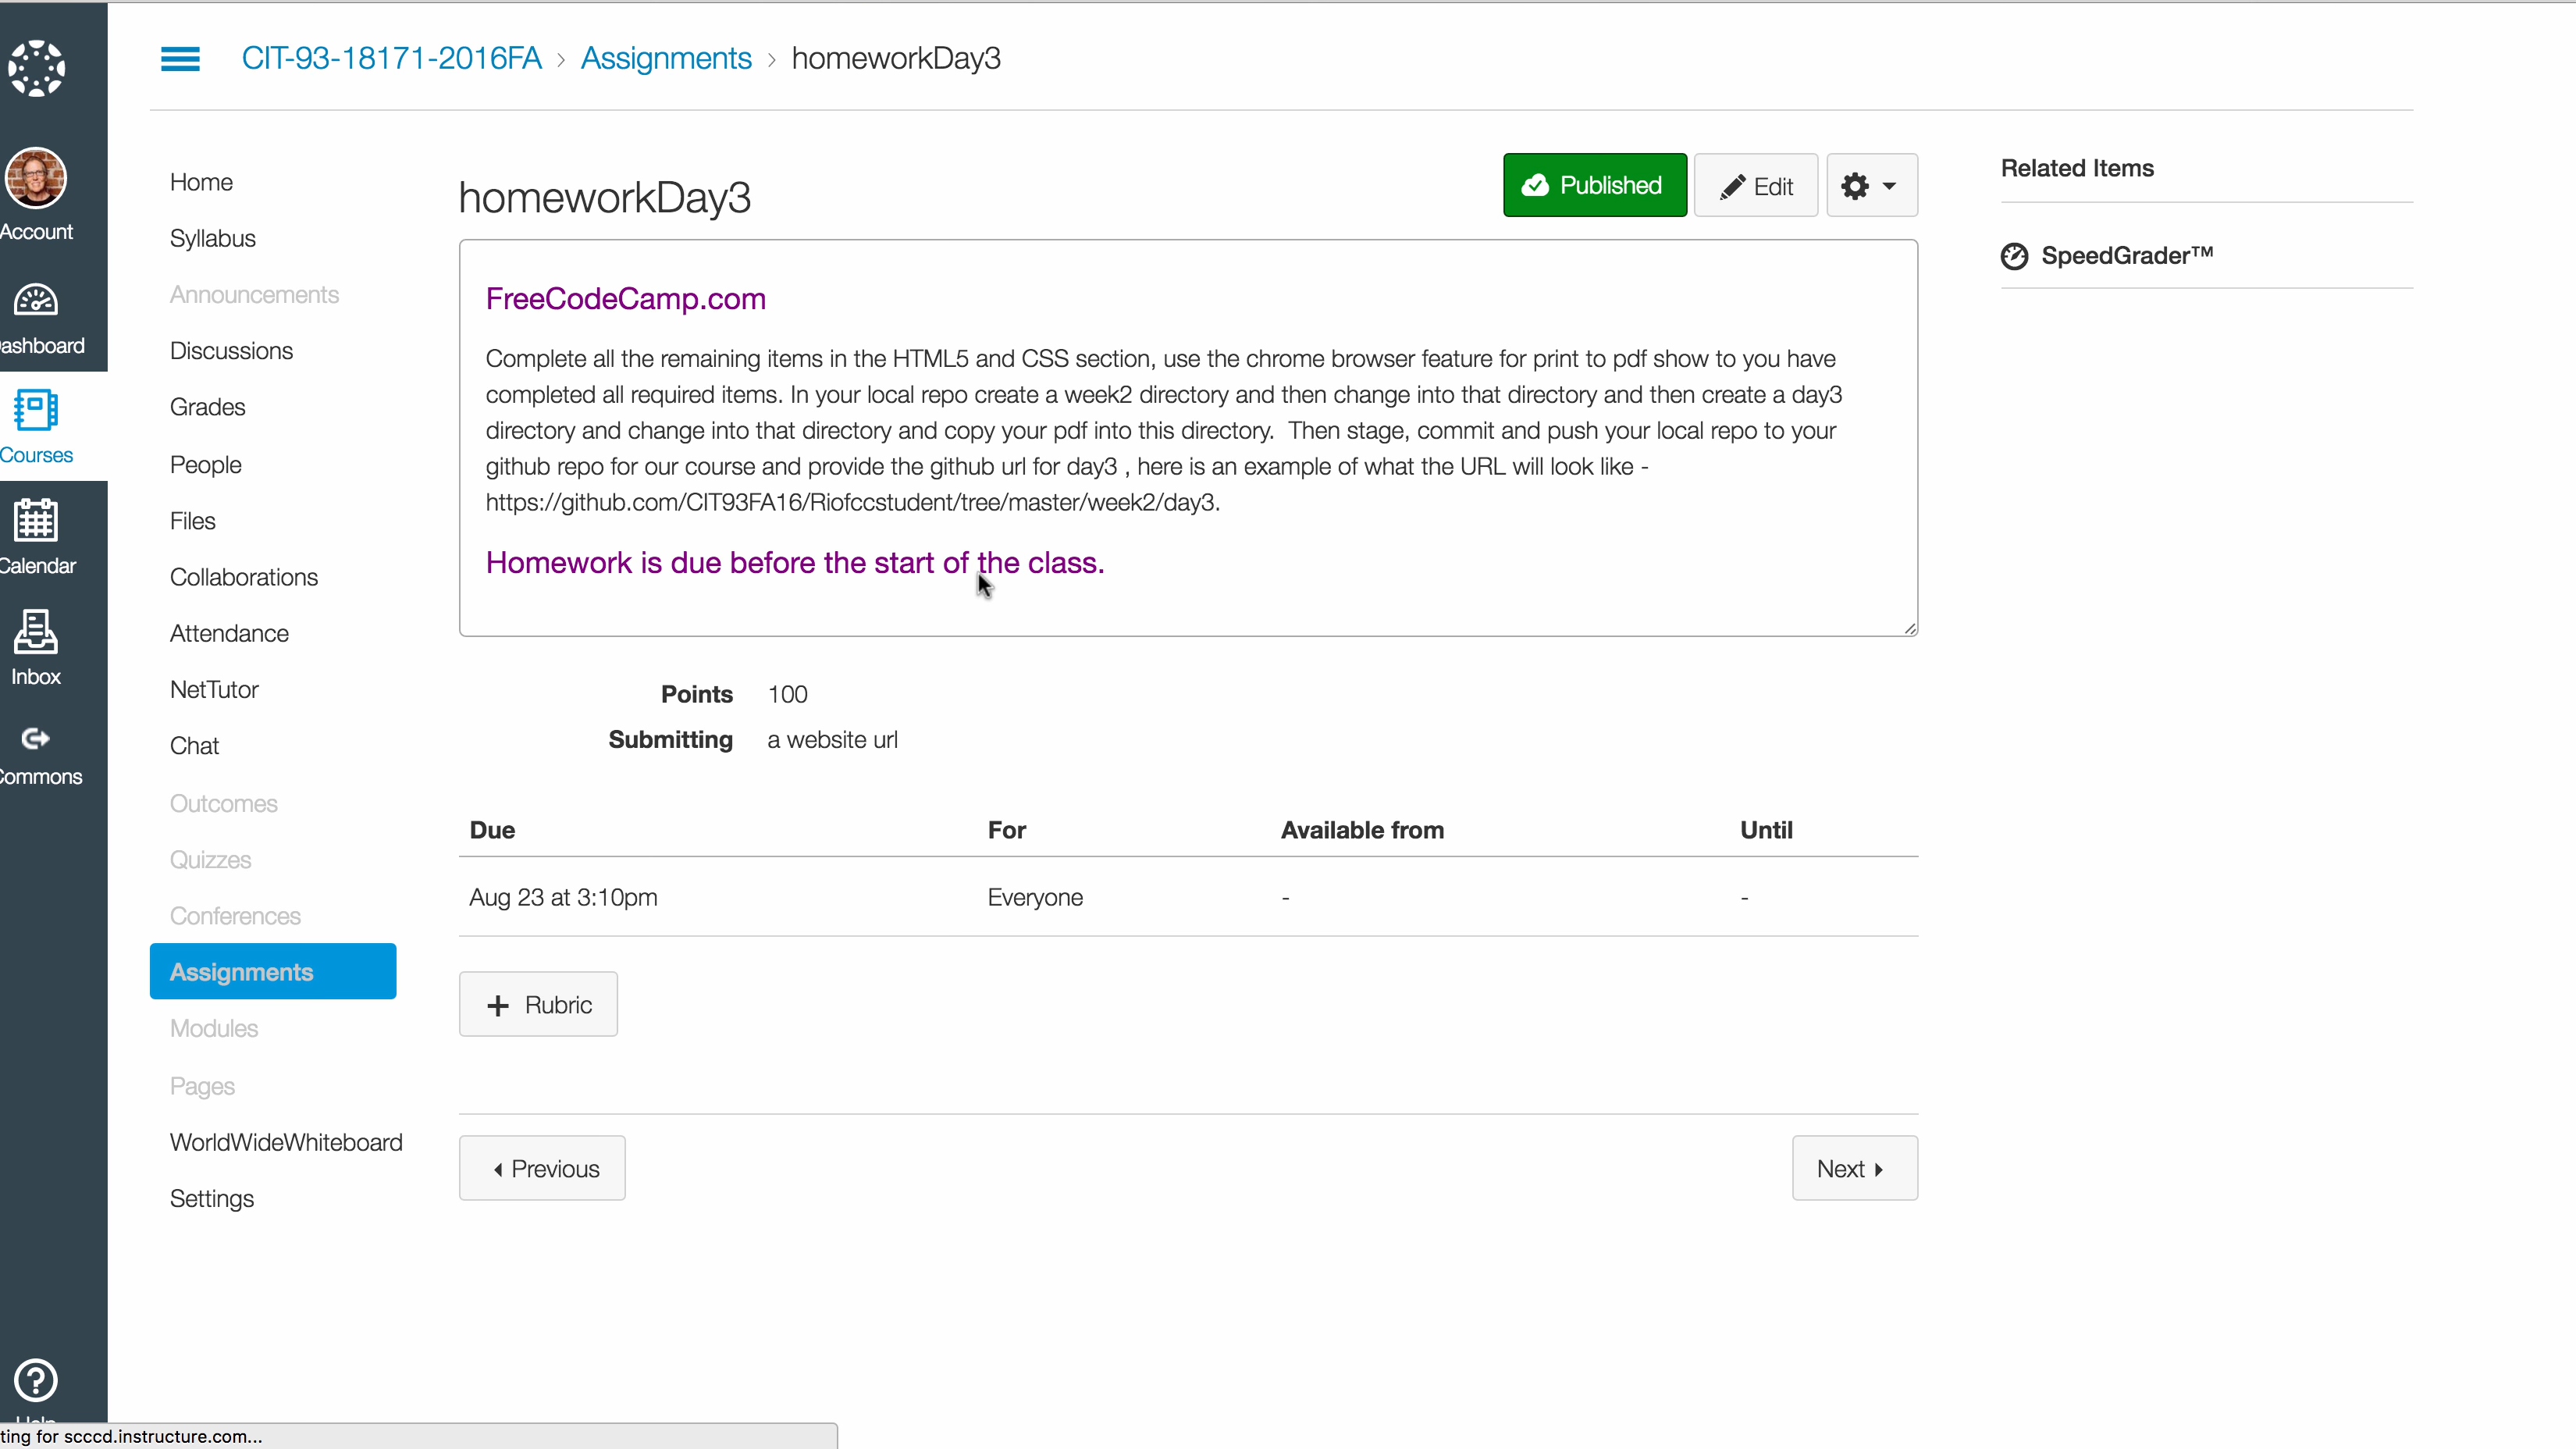 CIT-93-18171-2016FA > Assignments > homeworkDay3
Account
ashboard
Courses
Calendar
Inbox
Commons
Home
Syllabus
Announcements
Discussions
Grades
People
Files
Collaborations
Attendance
NetTutor
Chat
Outcomes
Quizzes
Conferences
Assignments
Modules
Pages
WorldWideWhiteboard
Settings
homeworkDay3
Published
Edit
FreeCodeCamp.com
Complete all the remaining items in the HTML5 and CSS section, use the chrome browser feature for print to pdf show to you have
completed all required items. In your local repo create a week2 directory and then change into that directory and then create a day3
directory and change into that directory and copy your pdf into this directory.  Then stage, commit and push your local repo to your
github repo for our course and provide the github url for day3 , here is an example of what the URL will look like -
https://github.com/CIT93FA16/Riofccstudent/tree/master/week2/day3.
Homework is due before the start of the class.
Points 100
Submitting a website url
Due For Available from Until
Aug 23 at 3:10pm Everyone - -
+ Rubric
Previous
Next
Related Items
SpeedGrader™
Help
ting for scccd.instructure.com...